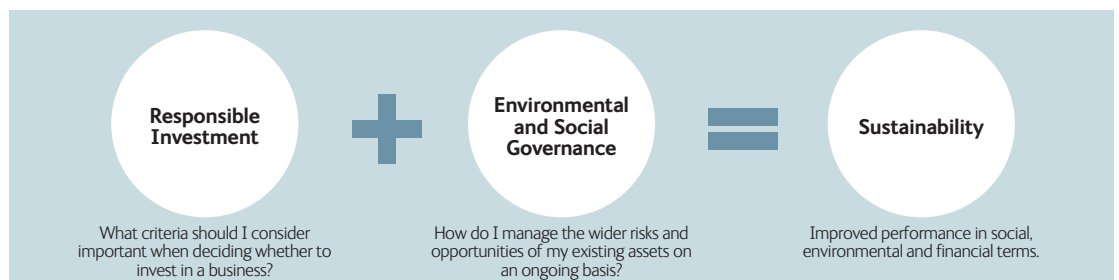 Responsible
Investment
Environmental
and Social
Governance
Sustainability
What criteria should I consider
important when deciding whether to
invest in a business?
How do I manage the wider risks and
opportunities of my existing assets on
an ongoing basis?
Improved performance in social,
environmental and financial terms.